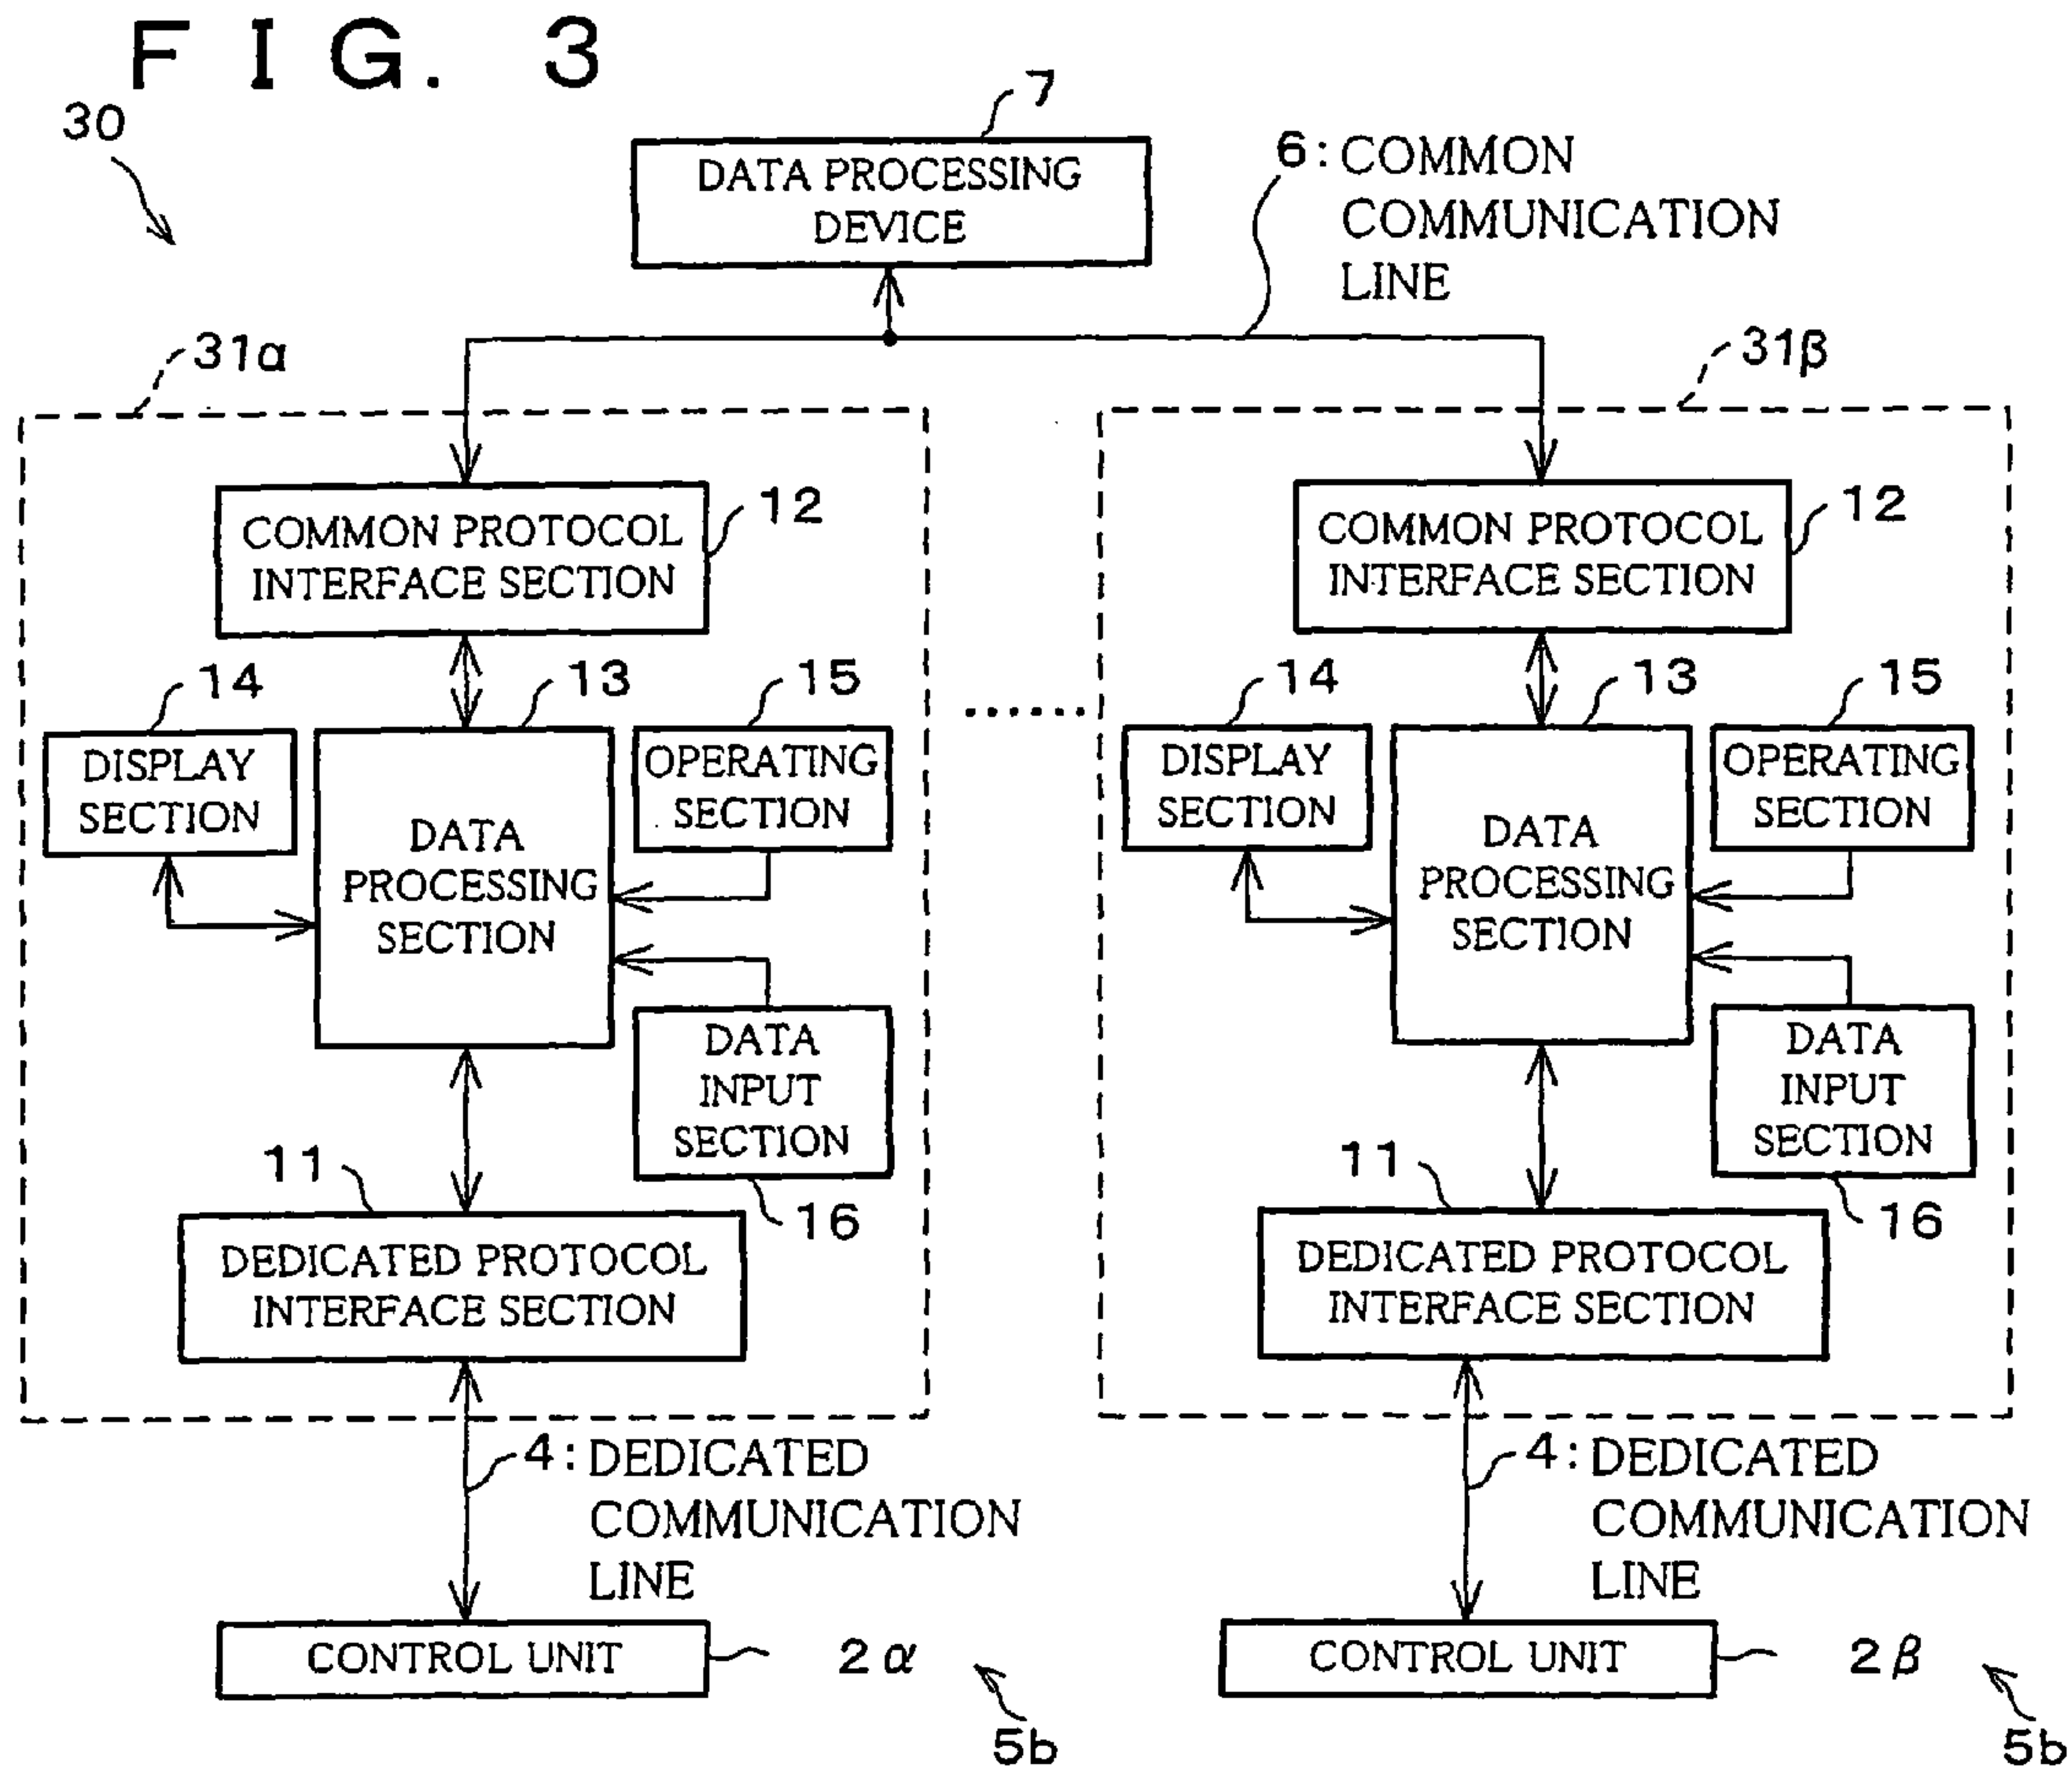 FIG. 3
30
7
DATA PROCESSING
DEVICE
6: COMMON
COMMUNICATION
LINE
31α
COMMON PROTOCOL
INTERFACE SECTION
12
14
DISPLAY
SECTION
13
DATA
PROCESSING
SECTION
15
OPERATING
SECTION
DATA
INPUT
SECTION
16
11
DEDICATED PROTOCOL
INTERFACE SECTION
4: DEDICATED
COMMUNICATION
LINE
CONTROL UNIT
2α
5b
......
31β
COMMON PROTOCOL
INTERFACE SECTION
12
14
DISPLAY
SECTION
13
DATA
PROCESSING
SECTION
15
OPERATING
SECTION
DATA
INPUT
SECTION
16
11
DEDICATED PROTOCOL
INTERFACE SECTION
4: DEDICATED
COMMUNICATION
LINE
CONTROL UNIT
2β
5b